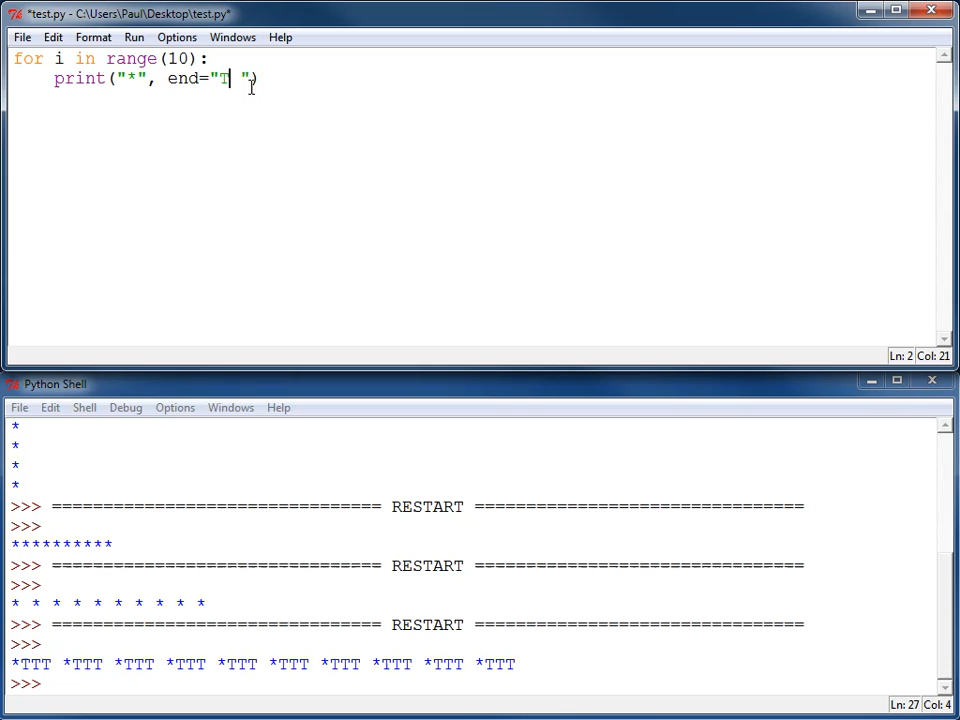 *test.py - C:\Users\Paul\Desktop\test.py*
File Edit Format Run Options Windows Help
for i in range(10):
    print("*", end="T ")
Ln: 2 Col: 21
Python Shell
File Edit Shell Debug Options Windows Help
*
*
*
*
>>> ================================ RESTART ================================
>>>
**********
>>> ================================ RESTART ================================
>>>
* * * * * * * * * *
>>> ================================ RESTART ================================
>>>
*TTT *TTT *TTT *TTT *TTT *TTT *TTT *TTT *TTT *TTT
>>>
Ln: 27 Col: 4